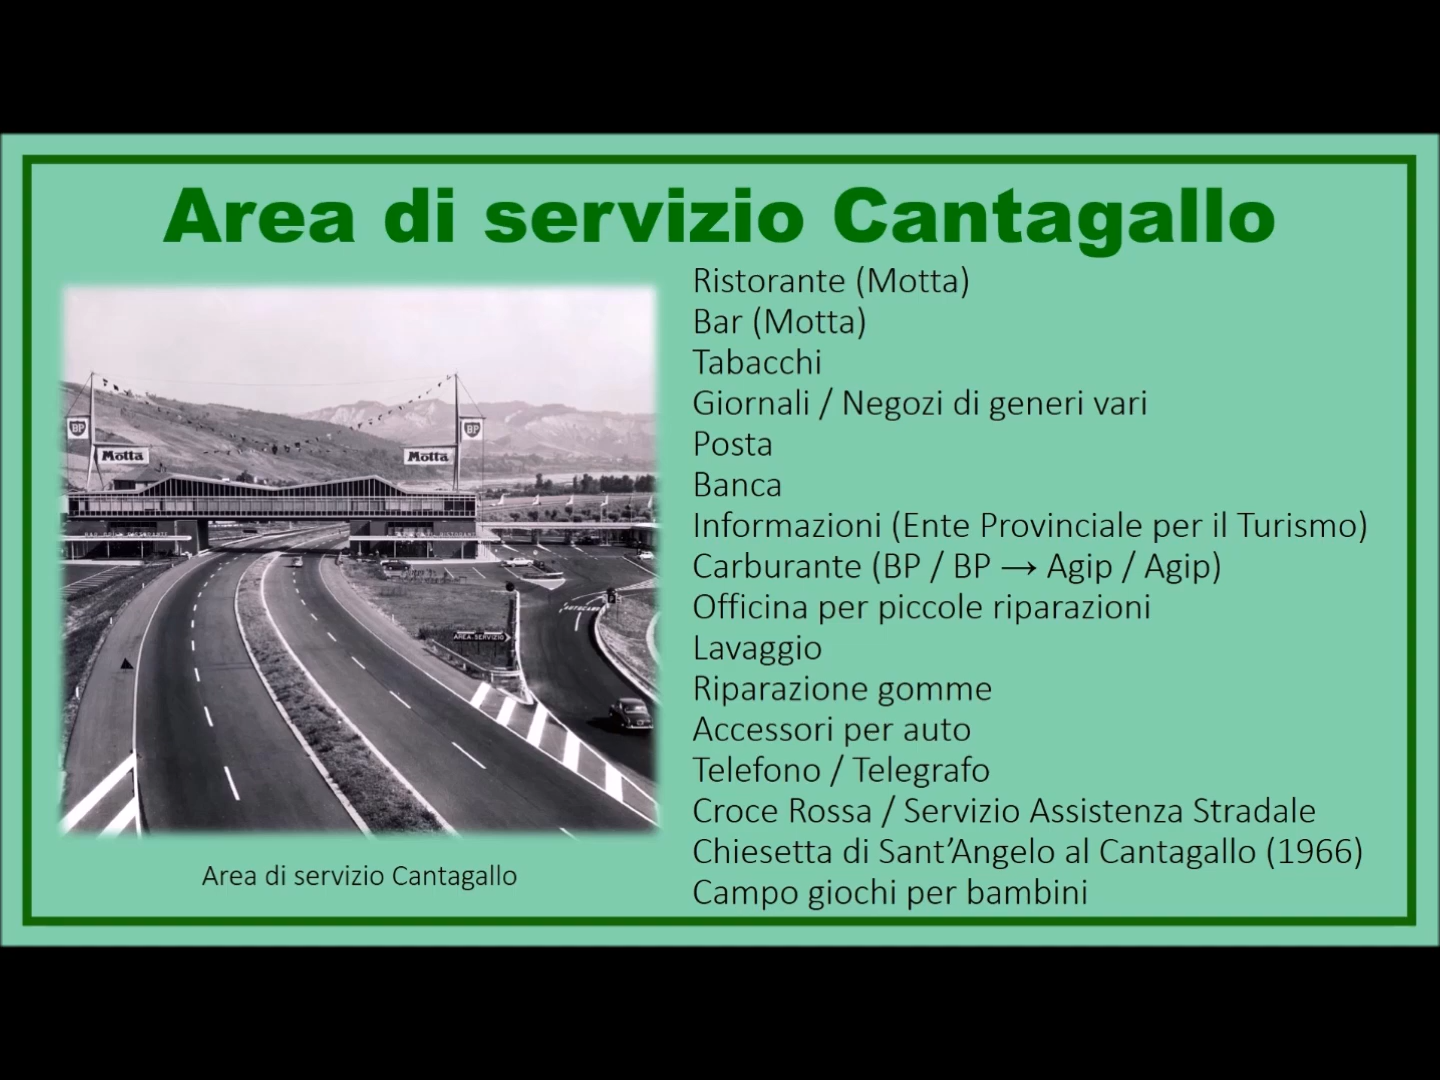 Area di servizio Cantagallo
Ristorante (Motta)
Bar (Motta)
Tabacchi
Giornali / Negozi di generi vari
Posta
Banca
Informazioni (Ente Provinciale per il Turismo)
Carburante (BP / BP → Agip / Agip)
Officina per piccole riparazioni
Lavaggio
Riparazione gomme
Accessori per auto
Telefono / Telegrafo
Croce Rossa / Servizio Assistenza Stradale
Chiesetta di Sant’Angelo al Cantagallo (1966)
Campo giochi per bambini
BP
BP
Motta
Motta
AREA SERVIZIO
Area di servizio Cantagallo